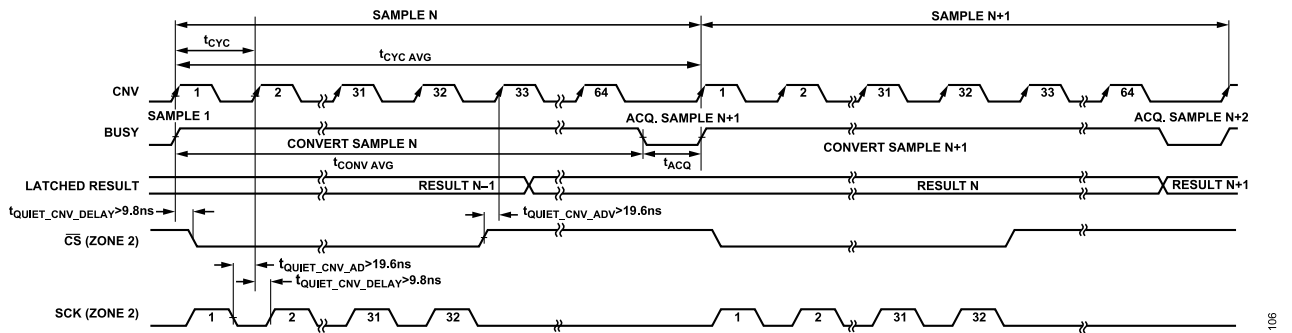 SAMPLE N
SAMPLE N+1
tCYC
tCYC AVG
CNV
1
2
31
32
33
64
1
2
31
32
33
64
SAMPLE 1
ACQ. SAMPLE N+1
ACQ. SAMPLE N+2
BUSY
CONVERT SAMPLE N
CONVERT SAMPLE N+1
tCONV AVG
tACQ
LATCHED RESULT
RESULT N–1
RESULT N
RESULT N+1
tQUIET_CNV_DELAY>9.8ns
tQUIET_CNV_ADV>19.6ns
CS (ZONE 2)
tQUIET_CNV_AD>19.6ns
tQUIET_CNV_DELAY>9.8ns
SCK (ZONE 2)
1
2
31
32
1
2
31
32
106